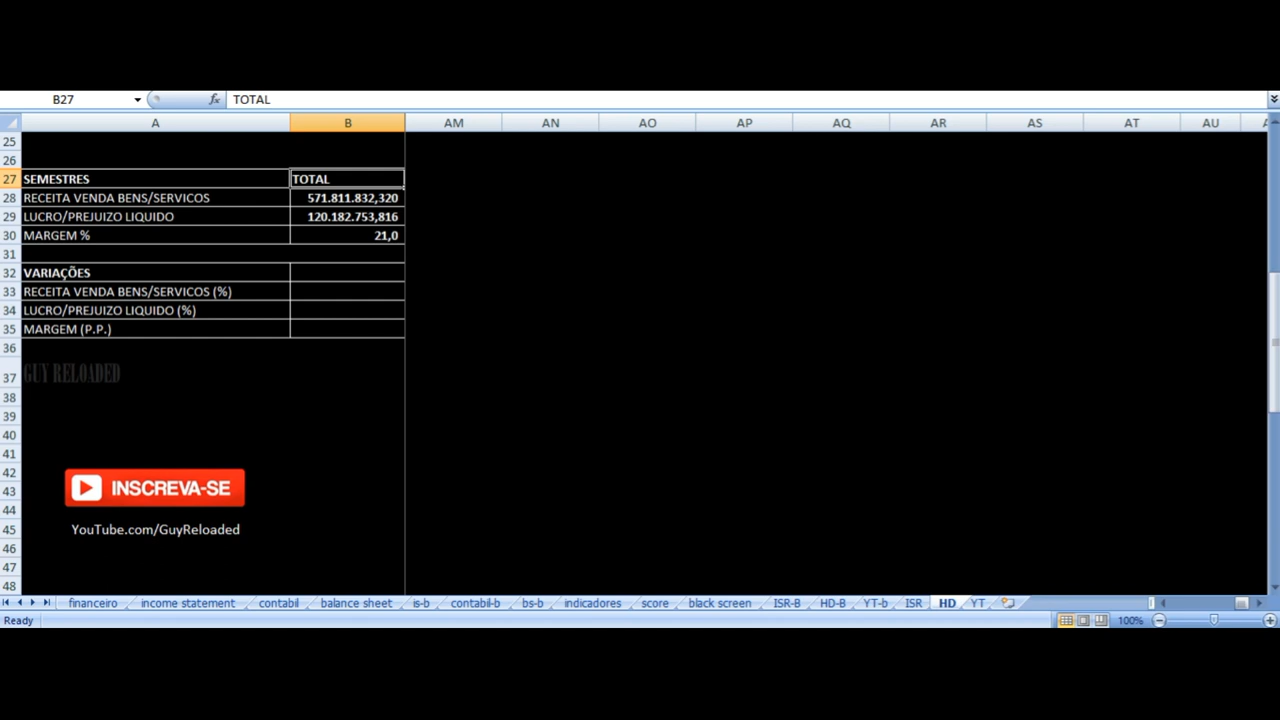 B27 fx TOTAL
A B AM AN AO AP AQ AR AS AT AU
25
26
27 SEMESTRES TOTAL
28 RECEITA VENDA BENS/SERVICOS 571.811.832,320
29 LUCRO/PREJUIZO LIQUIDO 120.182.753,816
30 MARGEM % 21,0
31
32 VARIAÇÕES
33 RECEITA VENDA BENS/SERVICOS (%)
34 LUCRO/PREJUIZO LIQUIDO (%)
35 MARGEM (P.P.)
36
37 GUY RELOADED
38
39
40
41
42
43 INSCREVA-SE
44
45 YouTube.com/GuyReloaded
46
47
48
financeiro income statement contabil balance sheet is-b contabil-b bs-b indicadores score black screen ISR-B HD-B YT-b ISR HD YT
Ready 100%